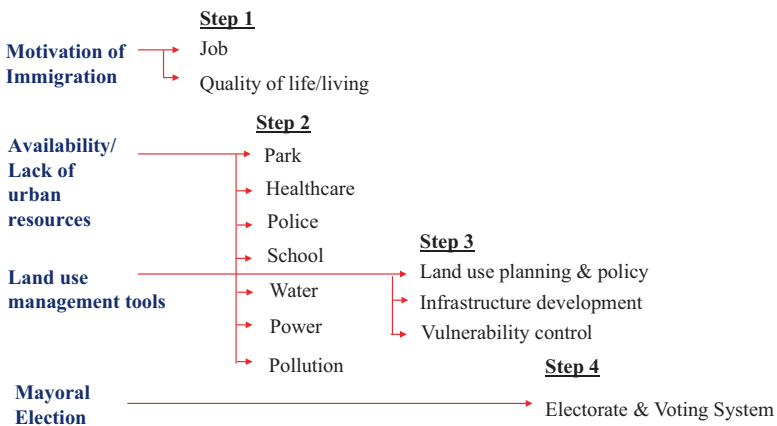 Step 1
Motivation of
Immigration
Job
Quality of life/living
Step 2
Availability/
Lack of
urban
resources
Park
Healthcare
Police
School
Water
Power
Pollution
Step 3
Land use
management tools
Land use planning & policy
Infrastructure development
Vulnerability control
Step 4
Mayoral
Election
Electorate & Voting System